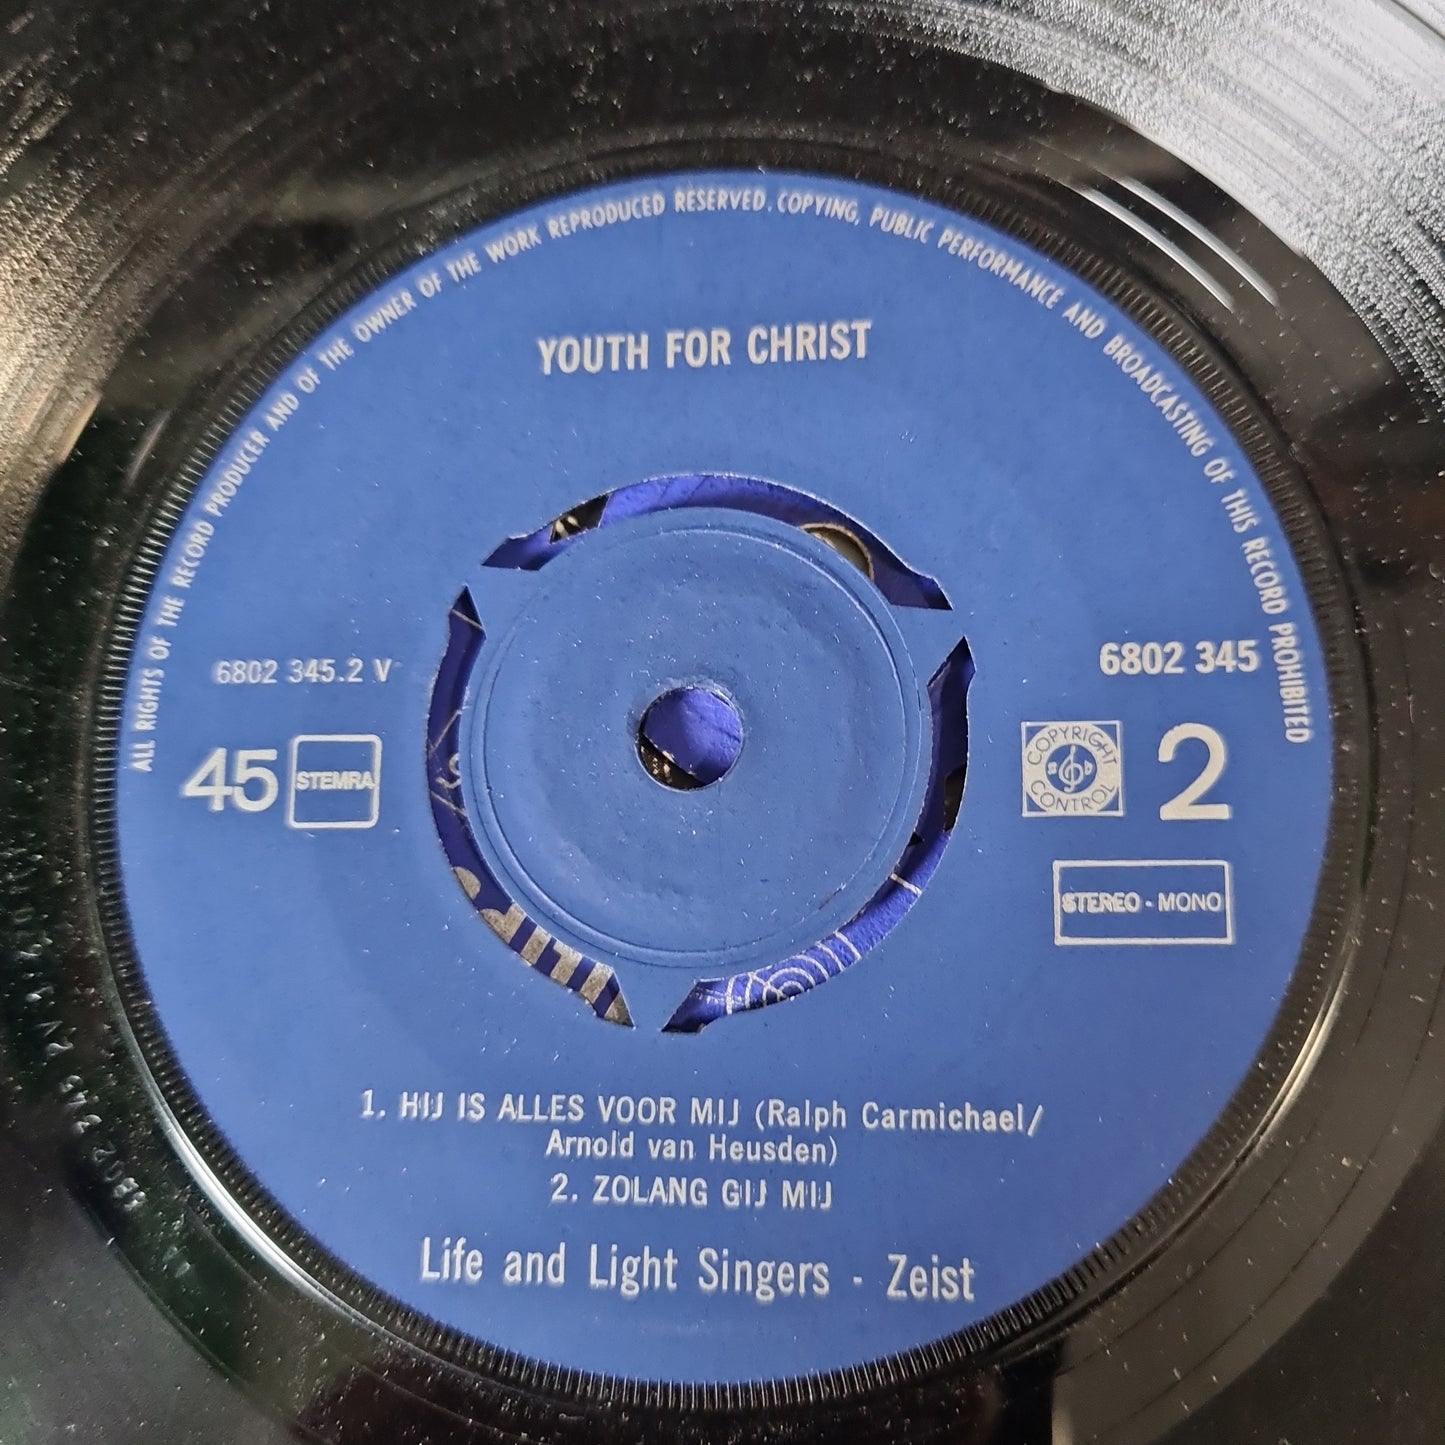 ALL RIGHTS OF THE RECORD PRODUCER AND OF THE OWNER OF THE WORK REPRODUCED RESERVED. COPYING, PUBLIC PERFORMANCE AND BROADCASTING OF THIS RECORD PROHIBITED
YOUTH FOR CHRIST
6802 345.2 V
6802 345
45
STEMRA
COPYRIGHT
CONTROL
2
STEREO - MONO
1. HIJ IS ALLES VOOR MIJ (Ralph Carmichael/
Arnold van Heusden)
2. ZOLANG GIJ MIJ
Life and Light Singers - Zeist